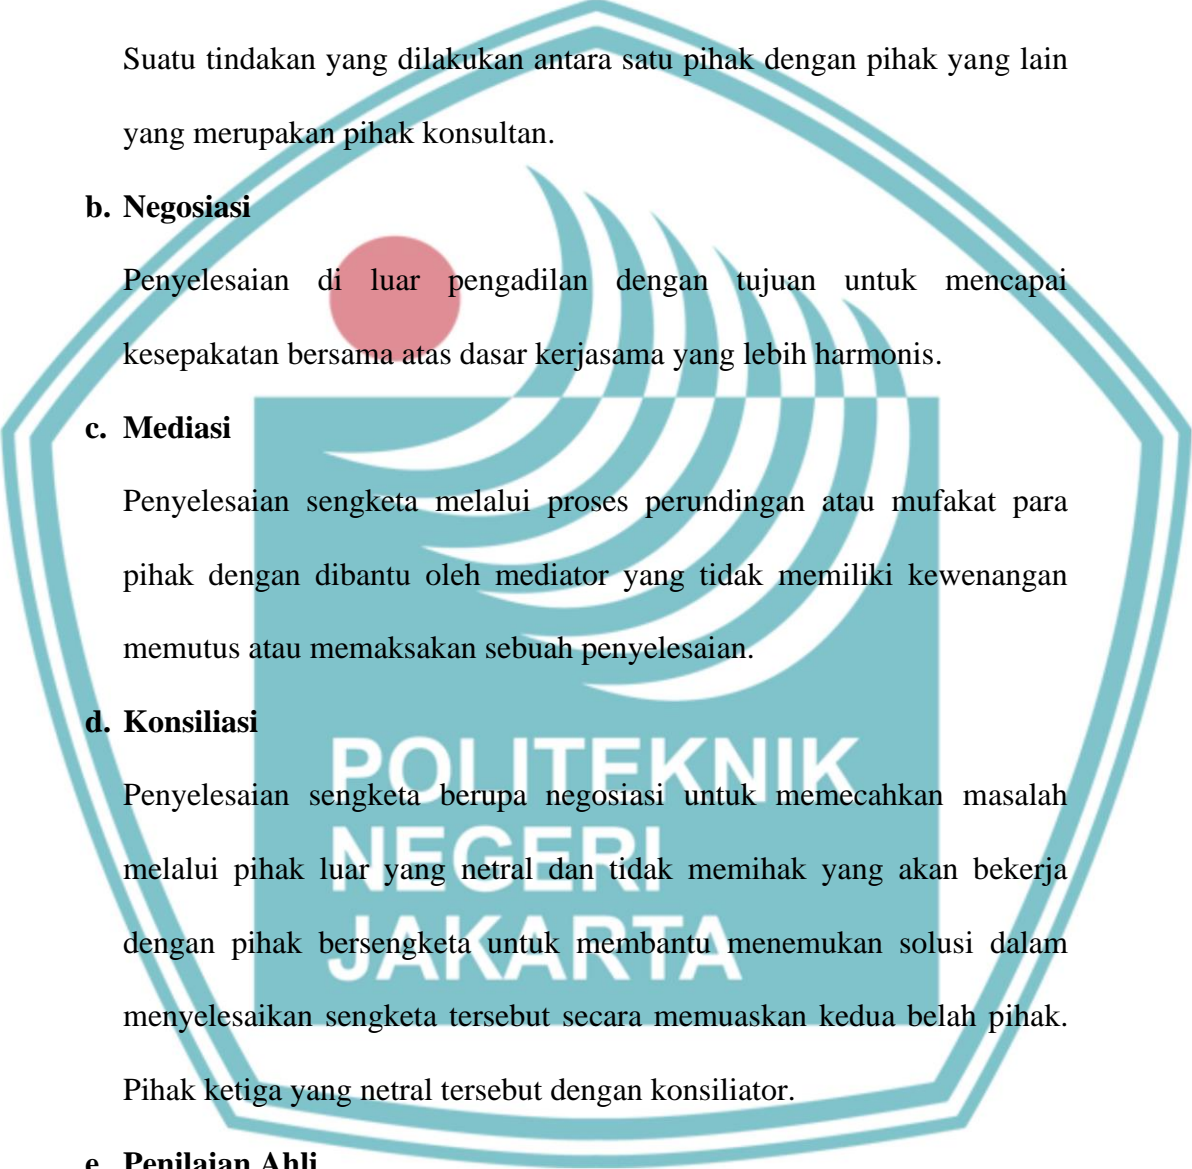 Suatu tindakan yang dilakukan antara satu pihak dengan pihak yang lain
yang merupakan pihak konsultan.
b. Negosiasi
Penyelesaian di luar pengadilan dengan tujuan untuk mencapai
kesepakatan bersama atas dasar kerjasama yang lebih harmonis.
c. Mediasi
Penyelesaian sengketa melalui proses perundingan atau mufakat para
pihak dengan dibantu oleh mediator yang tidak memiliki kewenangan
memutus atau memaksakan sebuah penyelesaian.
d. Konsiliasi
POLITEKNIK
Penyelesaian sengketa berupa negosiasi untuk memecahkan masalah
NEGERI
melalui pihak luar yang netral dan tidak memihak yang akan bekerja
JAKARTA
dengan pihak bersengketa untuk membantu menemukan solusi dalam
menyelesaikan sengketa tersebut secara memuaskan kedua belah pihak.
Pihak ketiga yang netral tersebut dengan konsiliator.
e. Penilaian Ahli